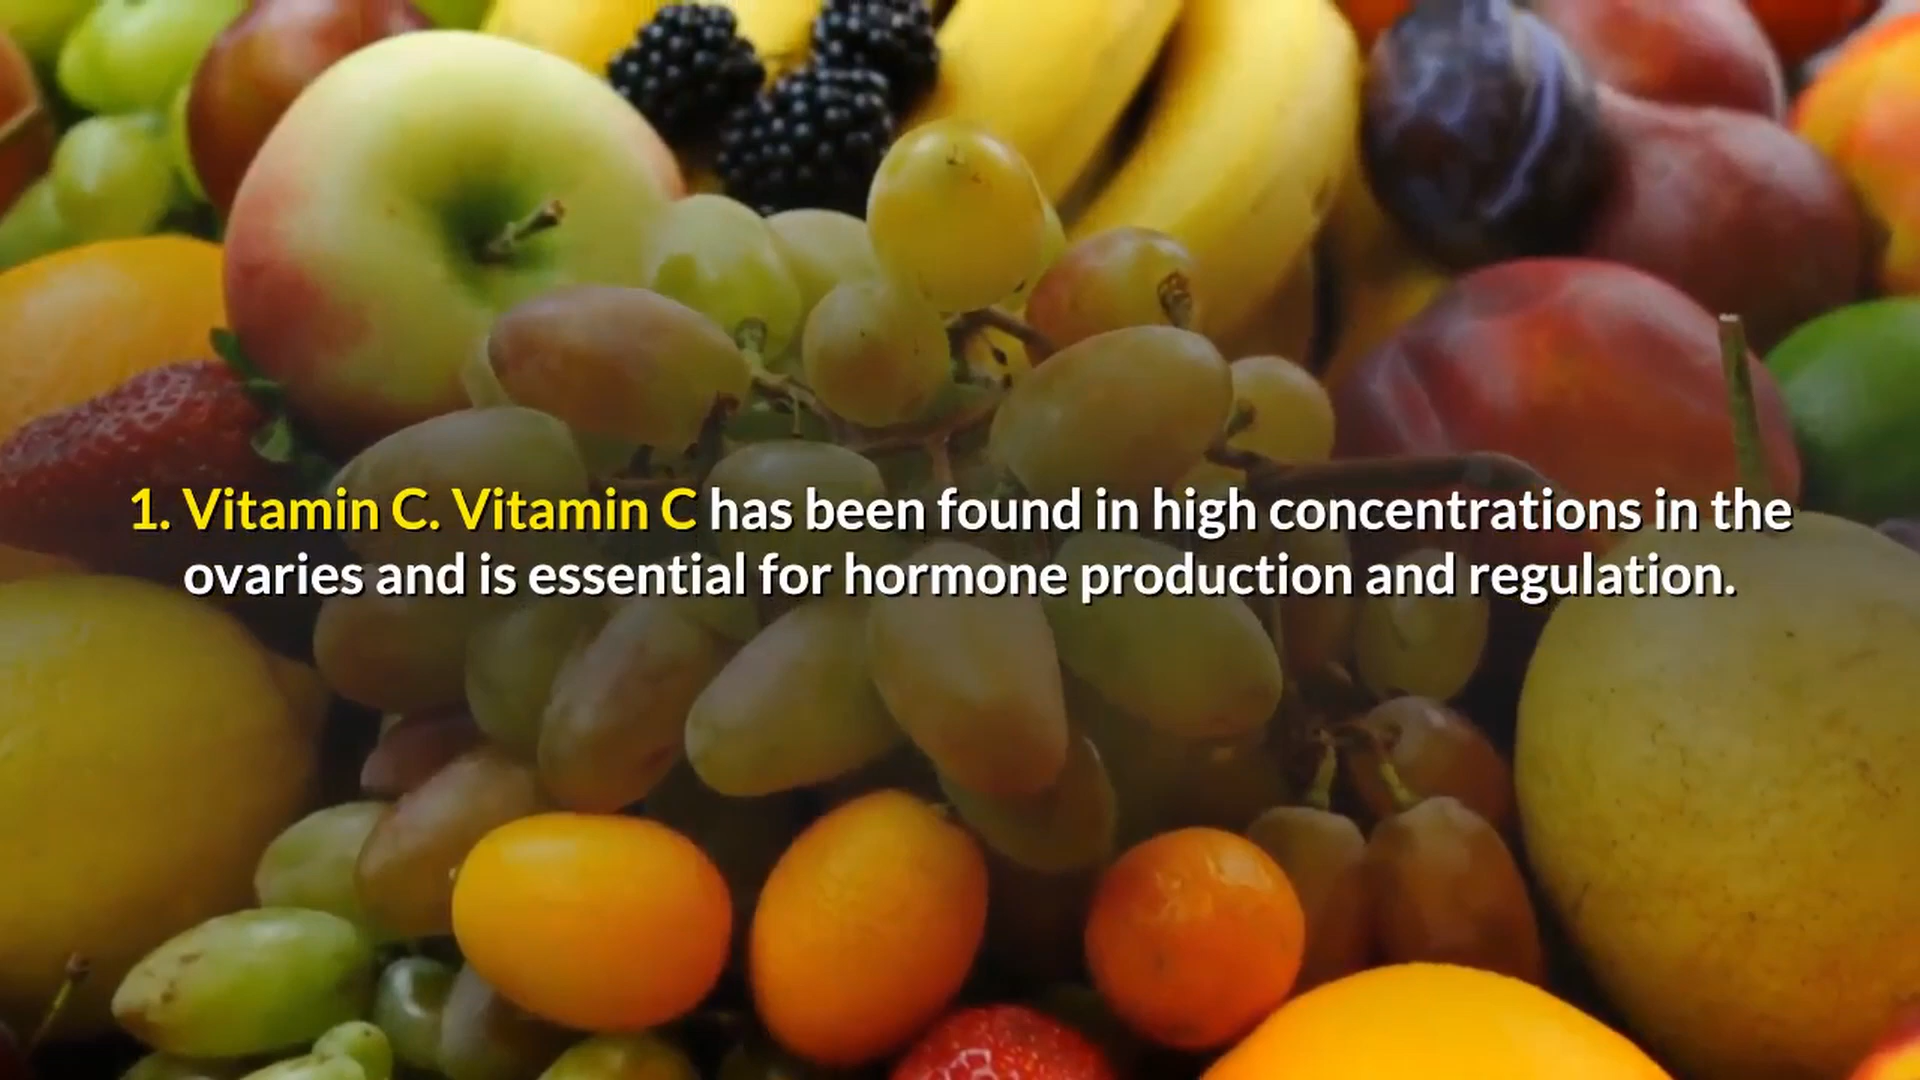 1. Vitamin C. Vitamin C has been found in high concentrations in the
ovaries and is essential for hormone production and regulation.